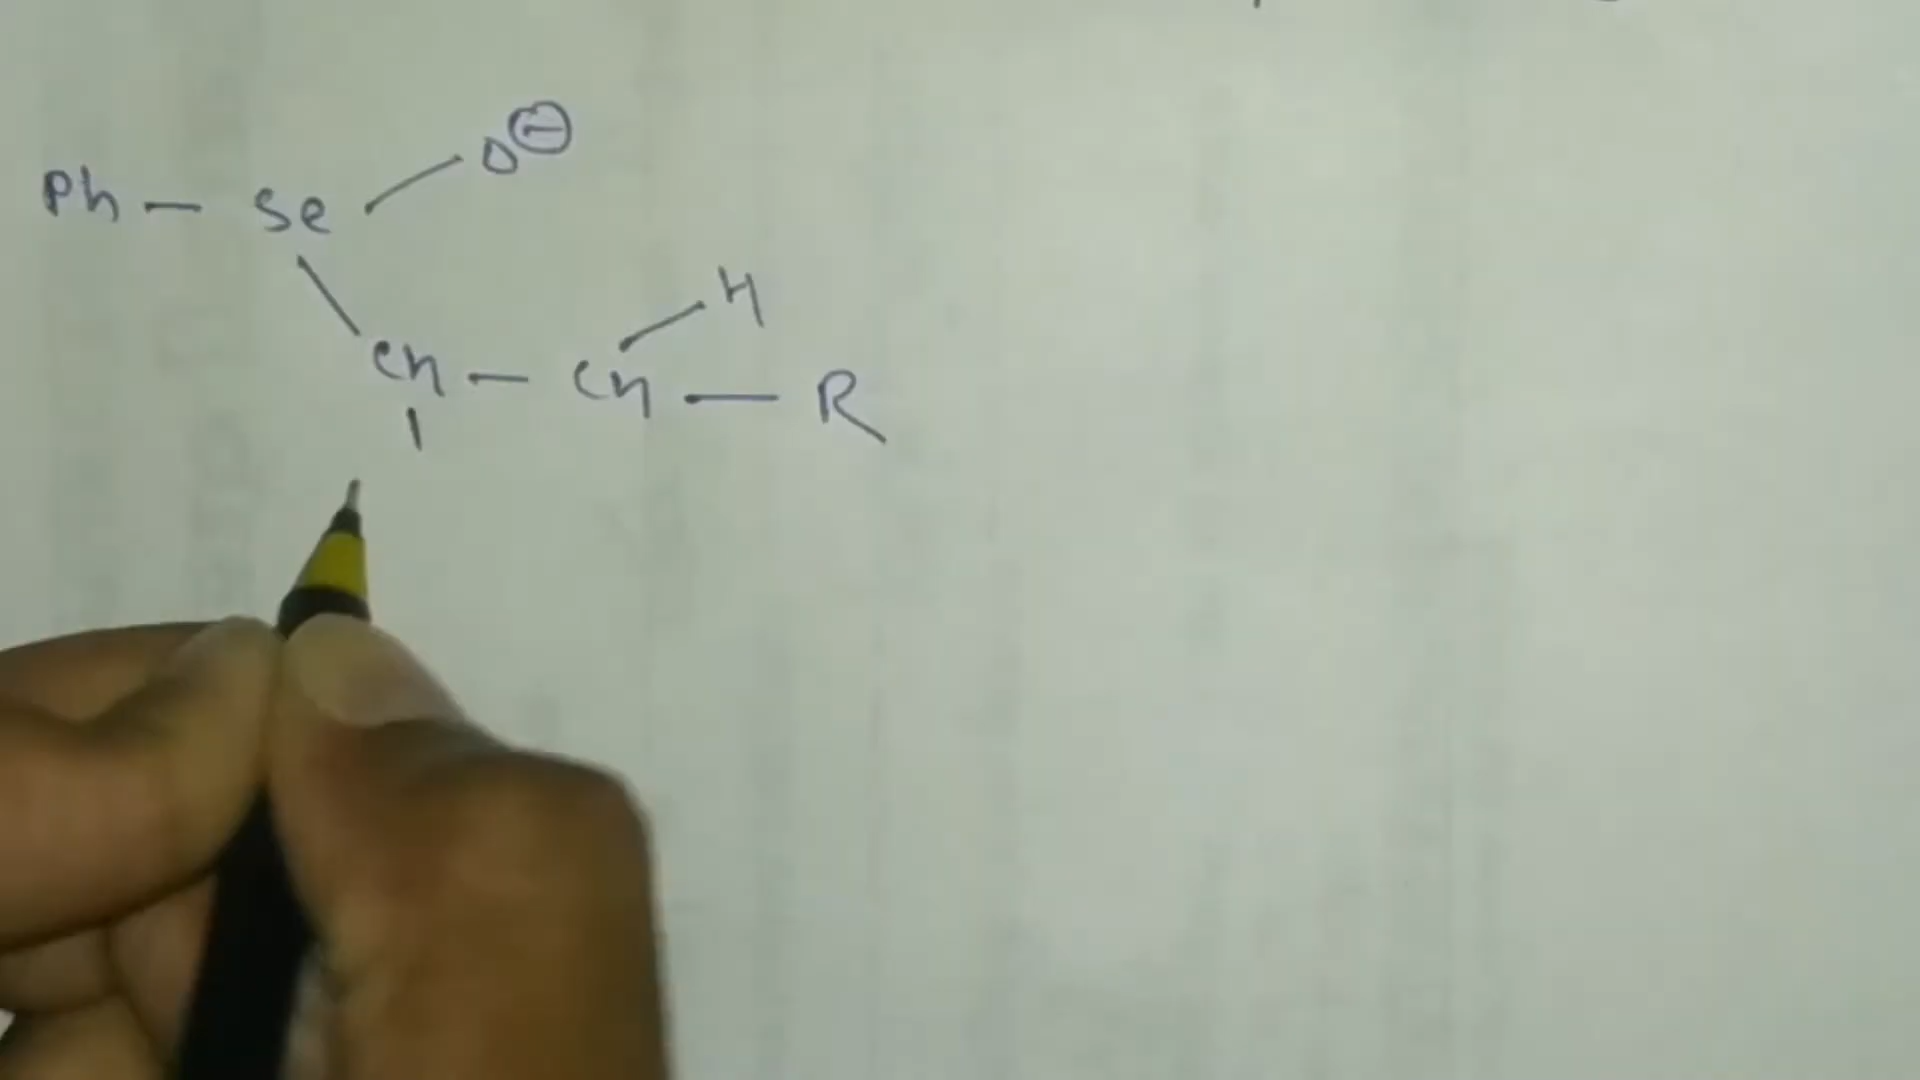 O⊖
Ph — Se
H
CH — CH — R